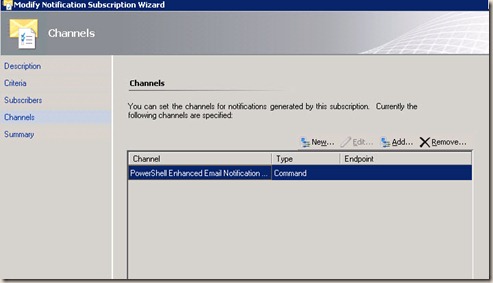 Modify Notification Subscription Wizard
Channels
Description
Criteria
Subscribers
Channels
Summary
Channels
You can set the channels for notifications generated by this subscription. Currently the
following channels are specified:
New... Edit... Add... Remove...
Channel Type Endpoint
PowerShell Enhanced Email Notification ... Command